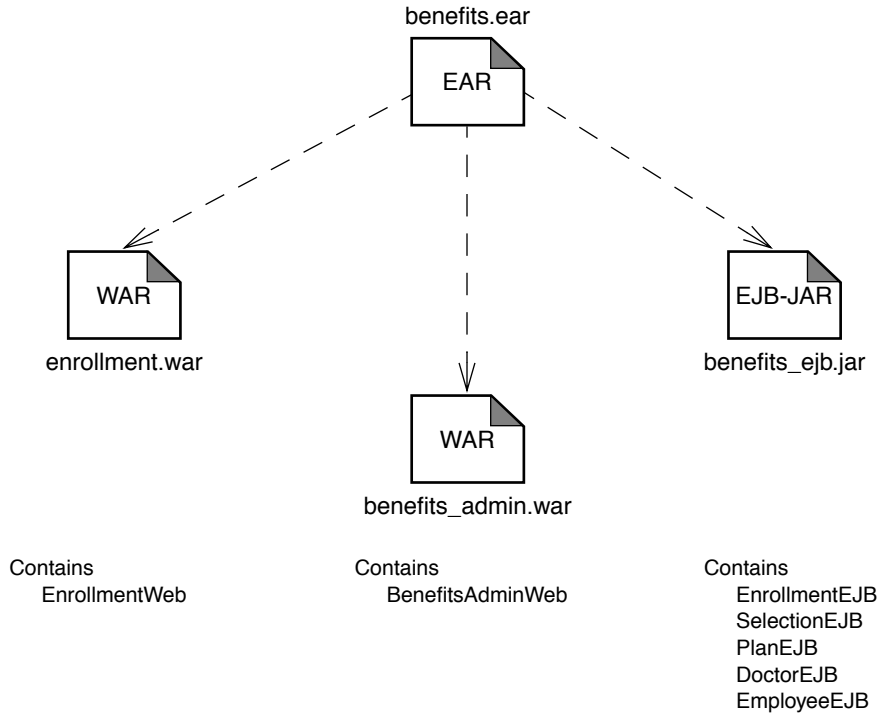 benefits.ear
EAR
WAR
enrollment.war
EJB-JAR
benefits_ejb.jar
WAR
benefits_admin.war
Contains
EnrollmentWeb
Contains
BenefitsAdminWeb
Contains
EnrollmentEJB
SelectionEJB
PlanEJB
DoctorEJB
EmployeeEJB